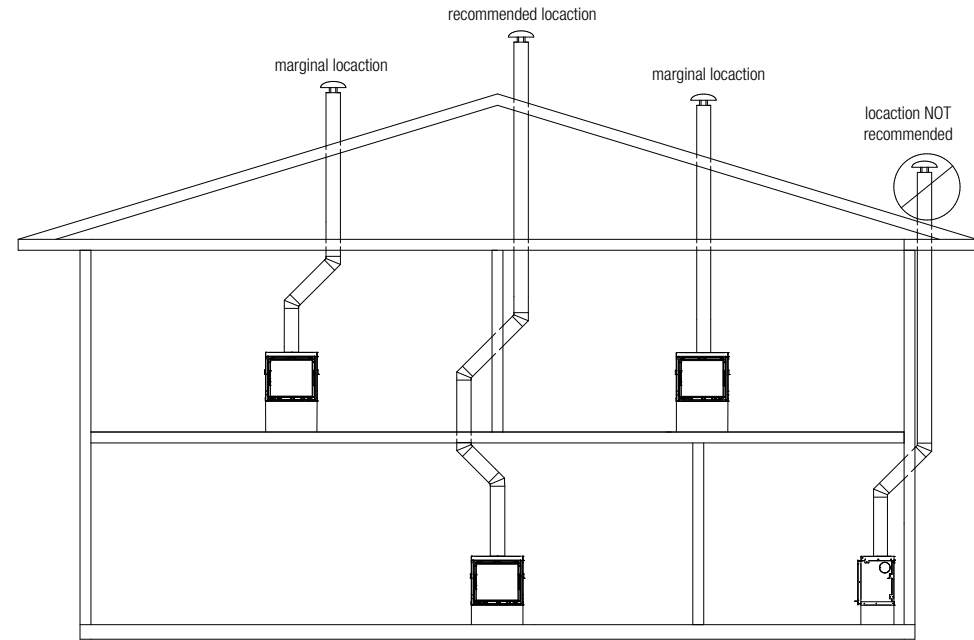 recommended locaction
marginal locaction
marginal locaction
locaction NOT
recommended